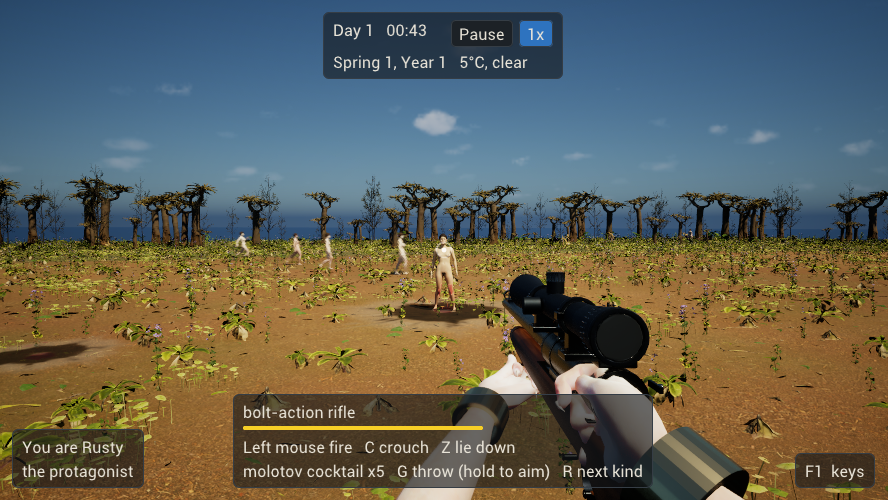 Day 1 00:43 Pause 1x
Spring 1, Year 1 5°C, clear
bolt-action rifle
Left mouse fire C crouch Z lie down
molotov cocktail x5 G throw (hold to aim) R next kind
You are Rusty
the protagonist
F1 keys